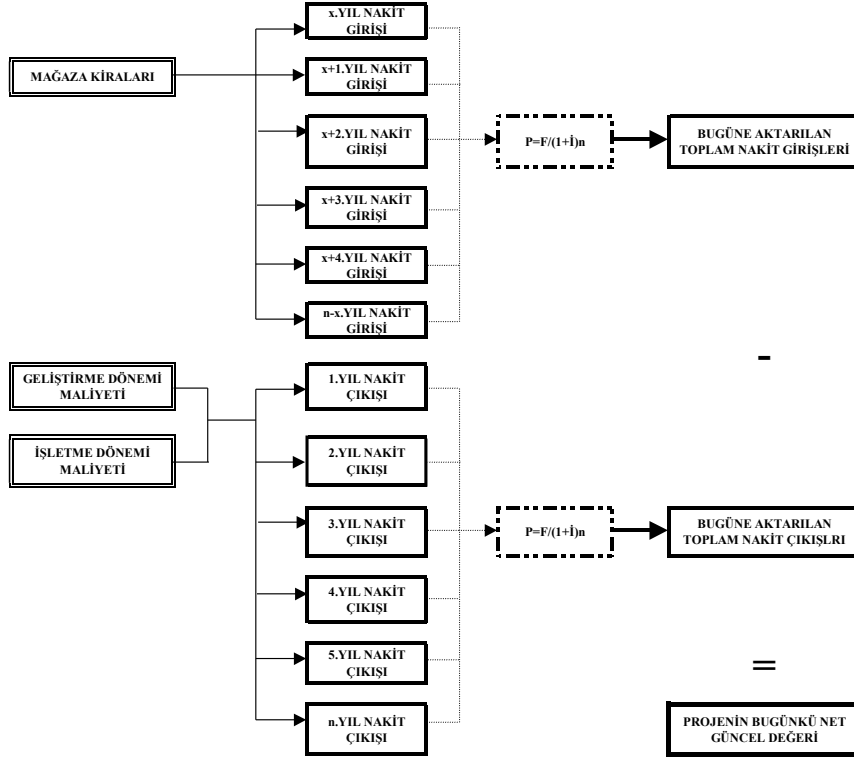 x.YIL NAKİT
GİRİŞİ
MAĞAZA KİRALARI
x+1.YIL NAKİT
GİRİŞİ
x+2.YIL NAKİT
GİRİŞİ
x+3.YIL NAKİT
GİRİŞİ
x+4.YIL NAKİT
GİRİŞİ
n-x.YIL NAKİT
GİRİŞİ
P=F/(1+İ)n
BUGÜNE AKTARILAN
TOPLAM NAKİT GİRİŞLERİ
-
GELİŞTİRME DÖNEMİ
MALİYETİ
İŞLETME DÖNEMİ
MALİYETİ
1.YIL NAKİT
ÇIKIŞI
2.YIL NAKİT
ÇIKIŞI
3.YIL NAKİT
ÇIKIŞI
4.YIL NAKİT
ÇIKIŞI
5.YIL NAKİT
ÇIKIŞI
n.YIL NAKİT
ÇIKIŞI
P=F/(1+İ)n
BUGÜNE AKTARILAN
TOPLAM NAKİT ÇIKIŞLRI
=
PROJENİN BUGÜNKÜ NET
GÜNCEL DEĞERİ